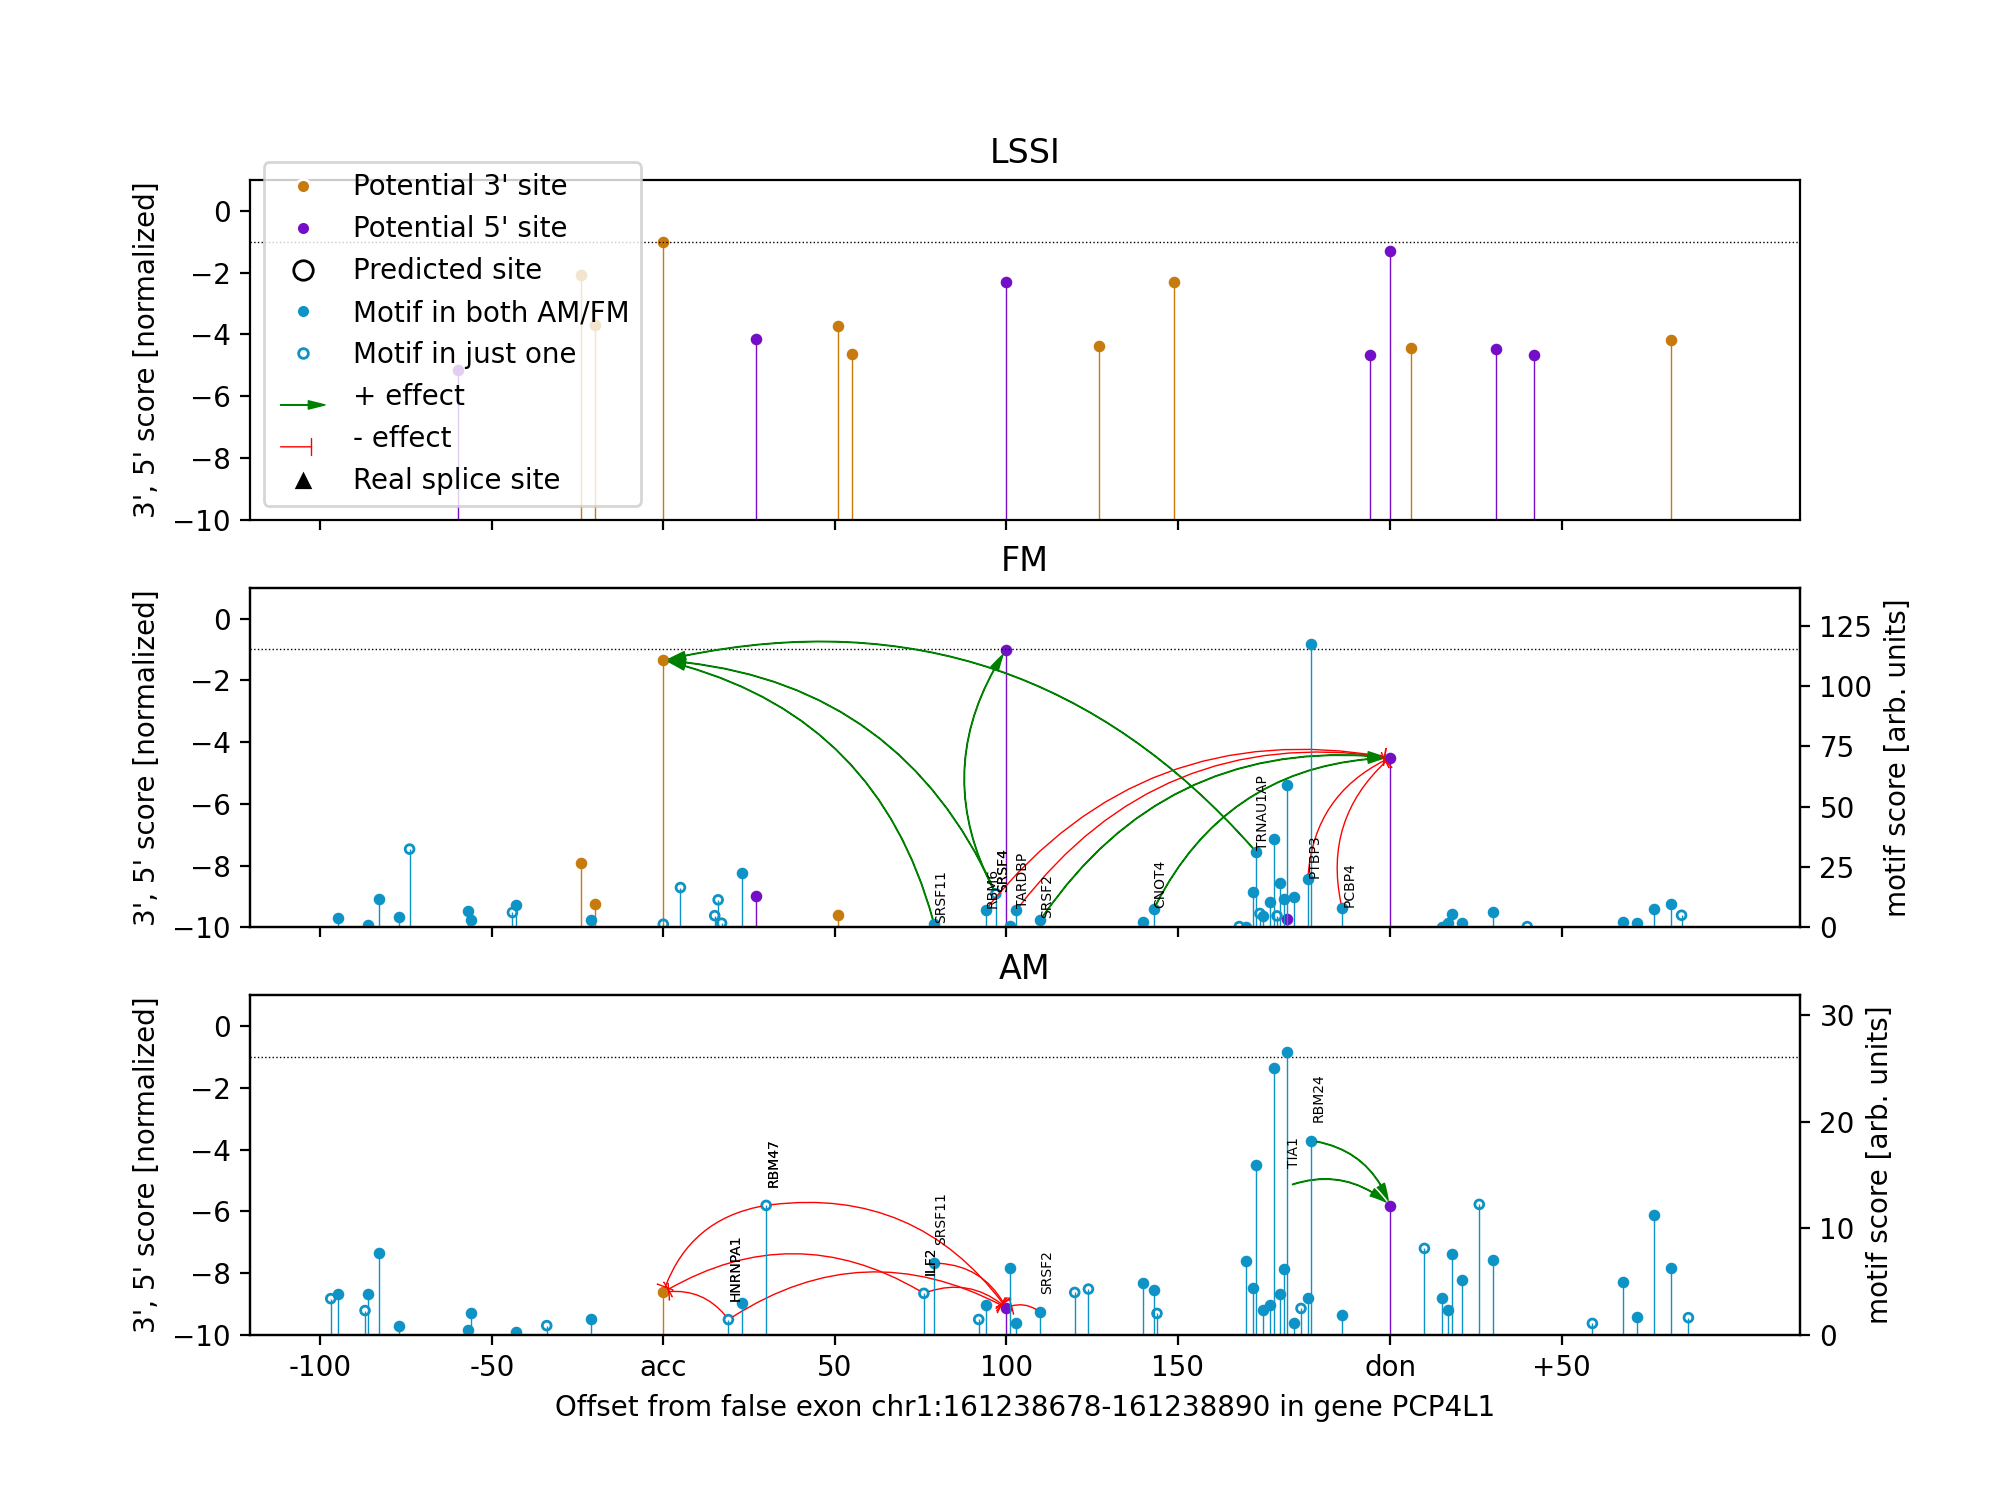 LSSI
3', 5' score [normalized]
0
−2
−4
−6
−8
−10
Potential 3' site
Potential 5' site
Predicted site
Motif in both AM/FM
Motif in just one
+ effect
- effect
Real splice site
FM
3', 5' score [normalized]
0
−2
−4
−6
−8
−10
SRSF11
RBM6
SRSF4
TARDBP
SRSF2
CNOT4
TRNAU1AP
PTBP3
PCBP4
125
100
75
50
25
0
motif score [arb. units]
AM
3', 5' score [normalized]
0
−2
−4
−6
−8
−10
HNRNPA1
RBM47
ILF2
SRSF11
SRSF2
TIA1
RBM24
30
20
10
0
motif score [arb. units]
-100
-50
acc
50
100
150
don
+50
Offset from false exon chr1:161238678-161238890 in gene PCP4L1